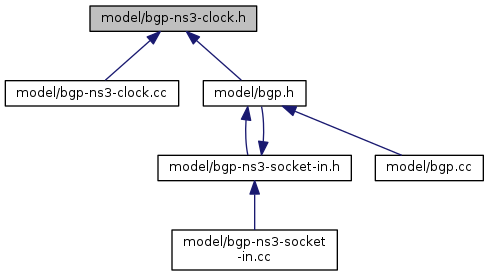 model/bgp-ns3-clock.h
model/bgp-ns3-clock.cc
model/bgp.h
model/bgp-ns3-socket-in.h
model/bgp.cc
model/bgp-ns3-socket
-in.cc